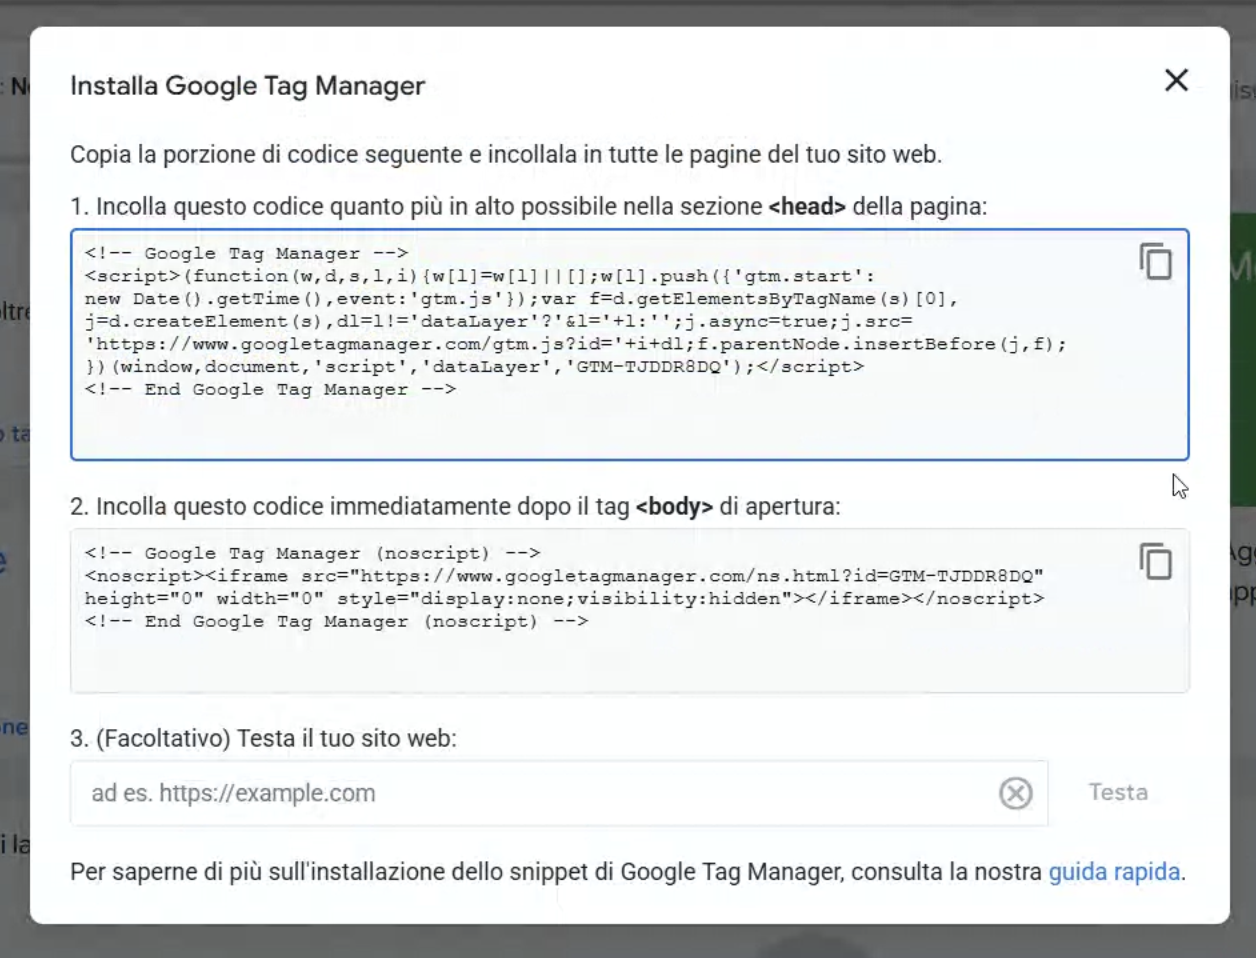 Installa Google Tag Manager
Copia la porzione di codice seguente e incollala in tutte le pagine del tuo sito web.
1. Incolla questo codice quanto più in alto possibile nella sezione <head> della pagina:
<!-- Google Tag Manager -->
<script>(function(w,d,s,l,i){w[l]=w[l]||[];w[l].push({'gtm.start':
new Date().getTime(),event:'gtm.js'});var f=d.getElementsByTagName(s)[0],
j=d.createElement(s),dl=l!='dataLayer'?'&l='+l:'';j.async=true;j.src=
'https://www.googletagmanager.com/gtm.js?id='+i+dl;f.parentNode.insertBefore(j,f);
})(window,document,'script','dataLayer','GTM-TJDDR8DQ');</script>
<!-- End Google Tag Manager -->
2. Incolla questo codice immediatamente dopo il tag <body> di apertura:
<!-- Google Tag Manager (noscript) -->
<noscript><iframe src="https://www.googletagmanager.com/ns.html?id=GTM-TJDDR8DQ"
height="0" width="0" style="display:none;visibility:hidden"></iframe></noscript>
<!-- End Google Tag Manager (noscript) -->
3. (Facoltativo) Testa il tuo sito web:
ad es. https://example.com
Testa
Per saperne di più sull'installazione dello snippet di Google Tag Manager, consulta la nostra guida rapida.